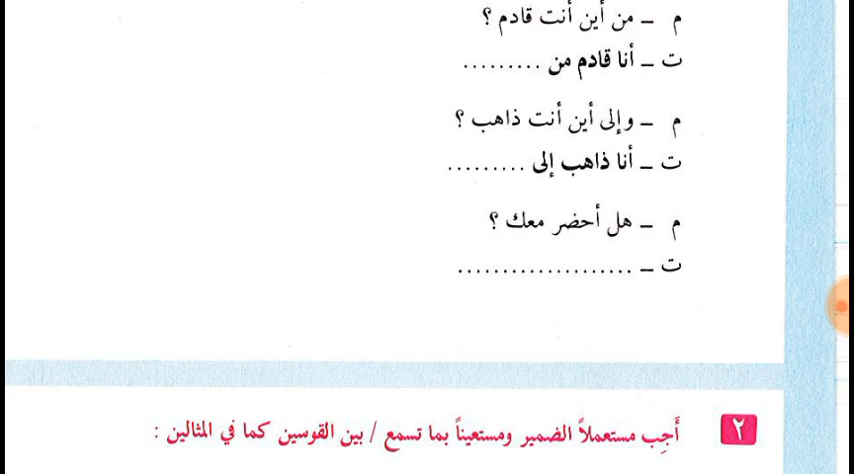 م – من أين أنت قادم ؟
ت – أنا قادم من .........
م – وإلى أين أنت ذاهب ؟
ت – أنا ذاهب إلى .........
م – هل أحضر معك ؟
ت – ....................
٢ أَجِب مستعملاً الضمير ومستعيناً بما تسمع / بين القوسين كما في المثالين :